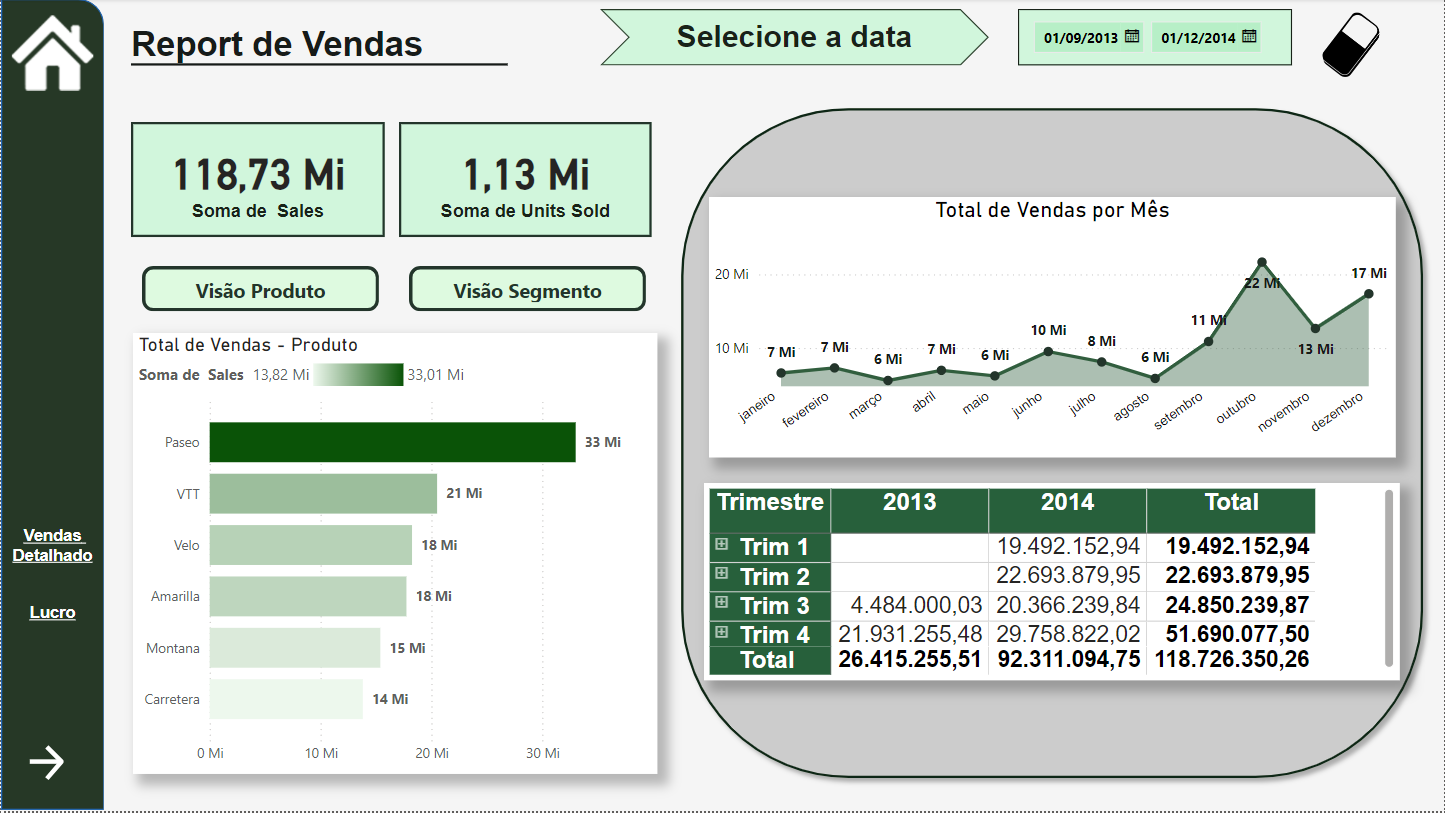 Report de Vendas
Selecione a data
01/09/2013 01/12/2014
118,73 Mi
Soma de  Sales
1,13 Mi
Soma de Units Sold
Visão Produto
Visão Segmento
Total de Vendas - Produto
Soma de  Sales 13,82 Mi 33,01 Mi
Paseo 33 Mi
VTT 21 Mi
Velo 18 Mi
Amarilla 18 Mi
Montana 15 Mi
Carretera 14 Mi
0 Mi 10 Mi 20 Mi 30 Mi
Vendas
Detalhado
Lucro
Total de Vendas por Mês
20 Mi
10 Mi
7 Mi 7 Mi 6 Mi 7 Mi 6 Mi 10 Mi 8 Mi 6 Mi 11 Mi 22 Mi 13 Mi 17 Mi
janeiro fevereiro março abril maio junho julho agosto setembro outubro novembro dezembro
Trimestre 2013 2014 Total
Trim 1 19.492.152,94 19.492.152,94
Trim 2 22.693.879,95 22.693.879,95
Trim 3 4.484.000,03 20.366.239,84 24.850.239,87
Trim 4 21.931.255,48 29.758.822,02 51.690.077,50
Total 26.415.255,51 92.311.094,75 118.726.350,26